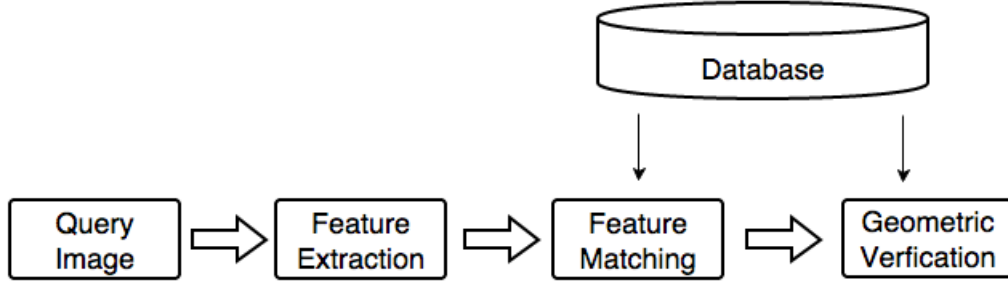 Database
Query
Image
Feature
Extraction
Feature
Matching
Geometric
Verfication